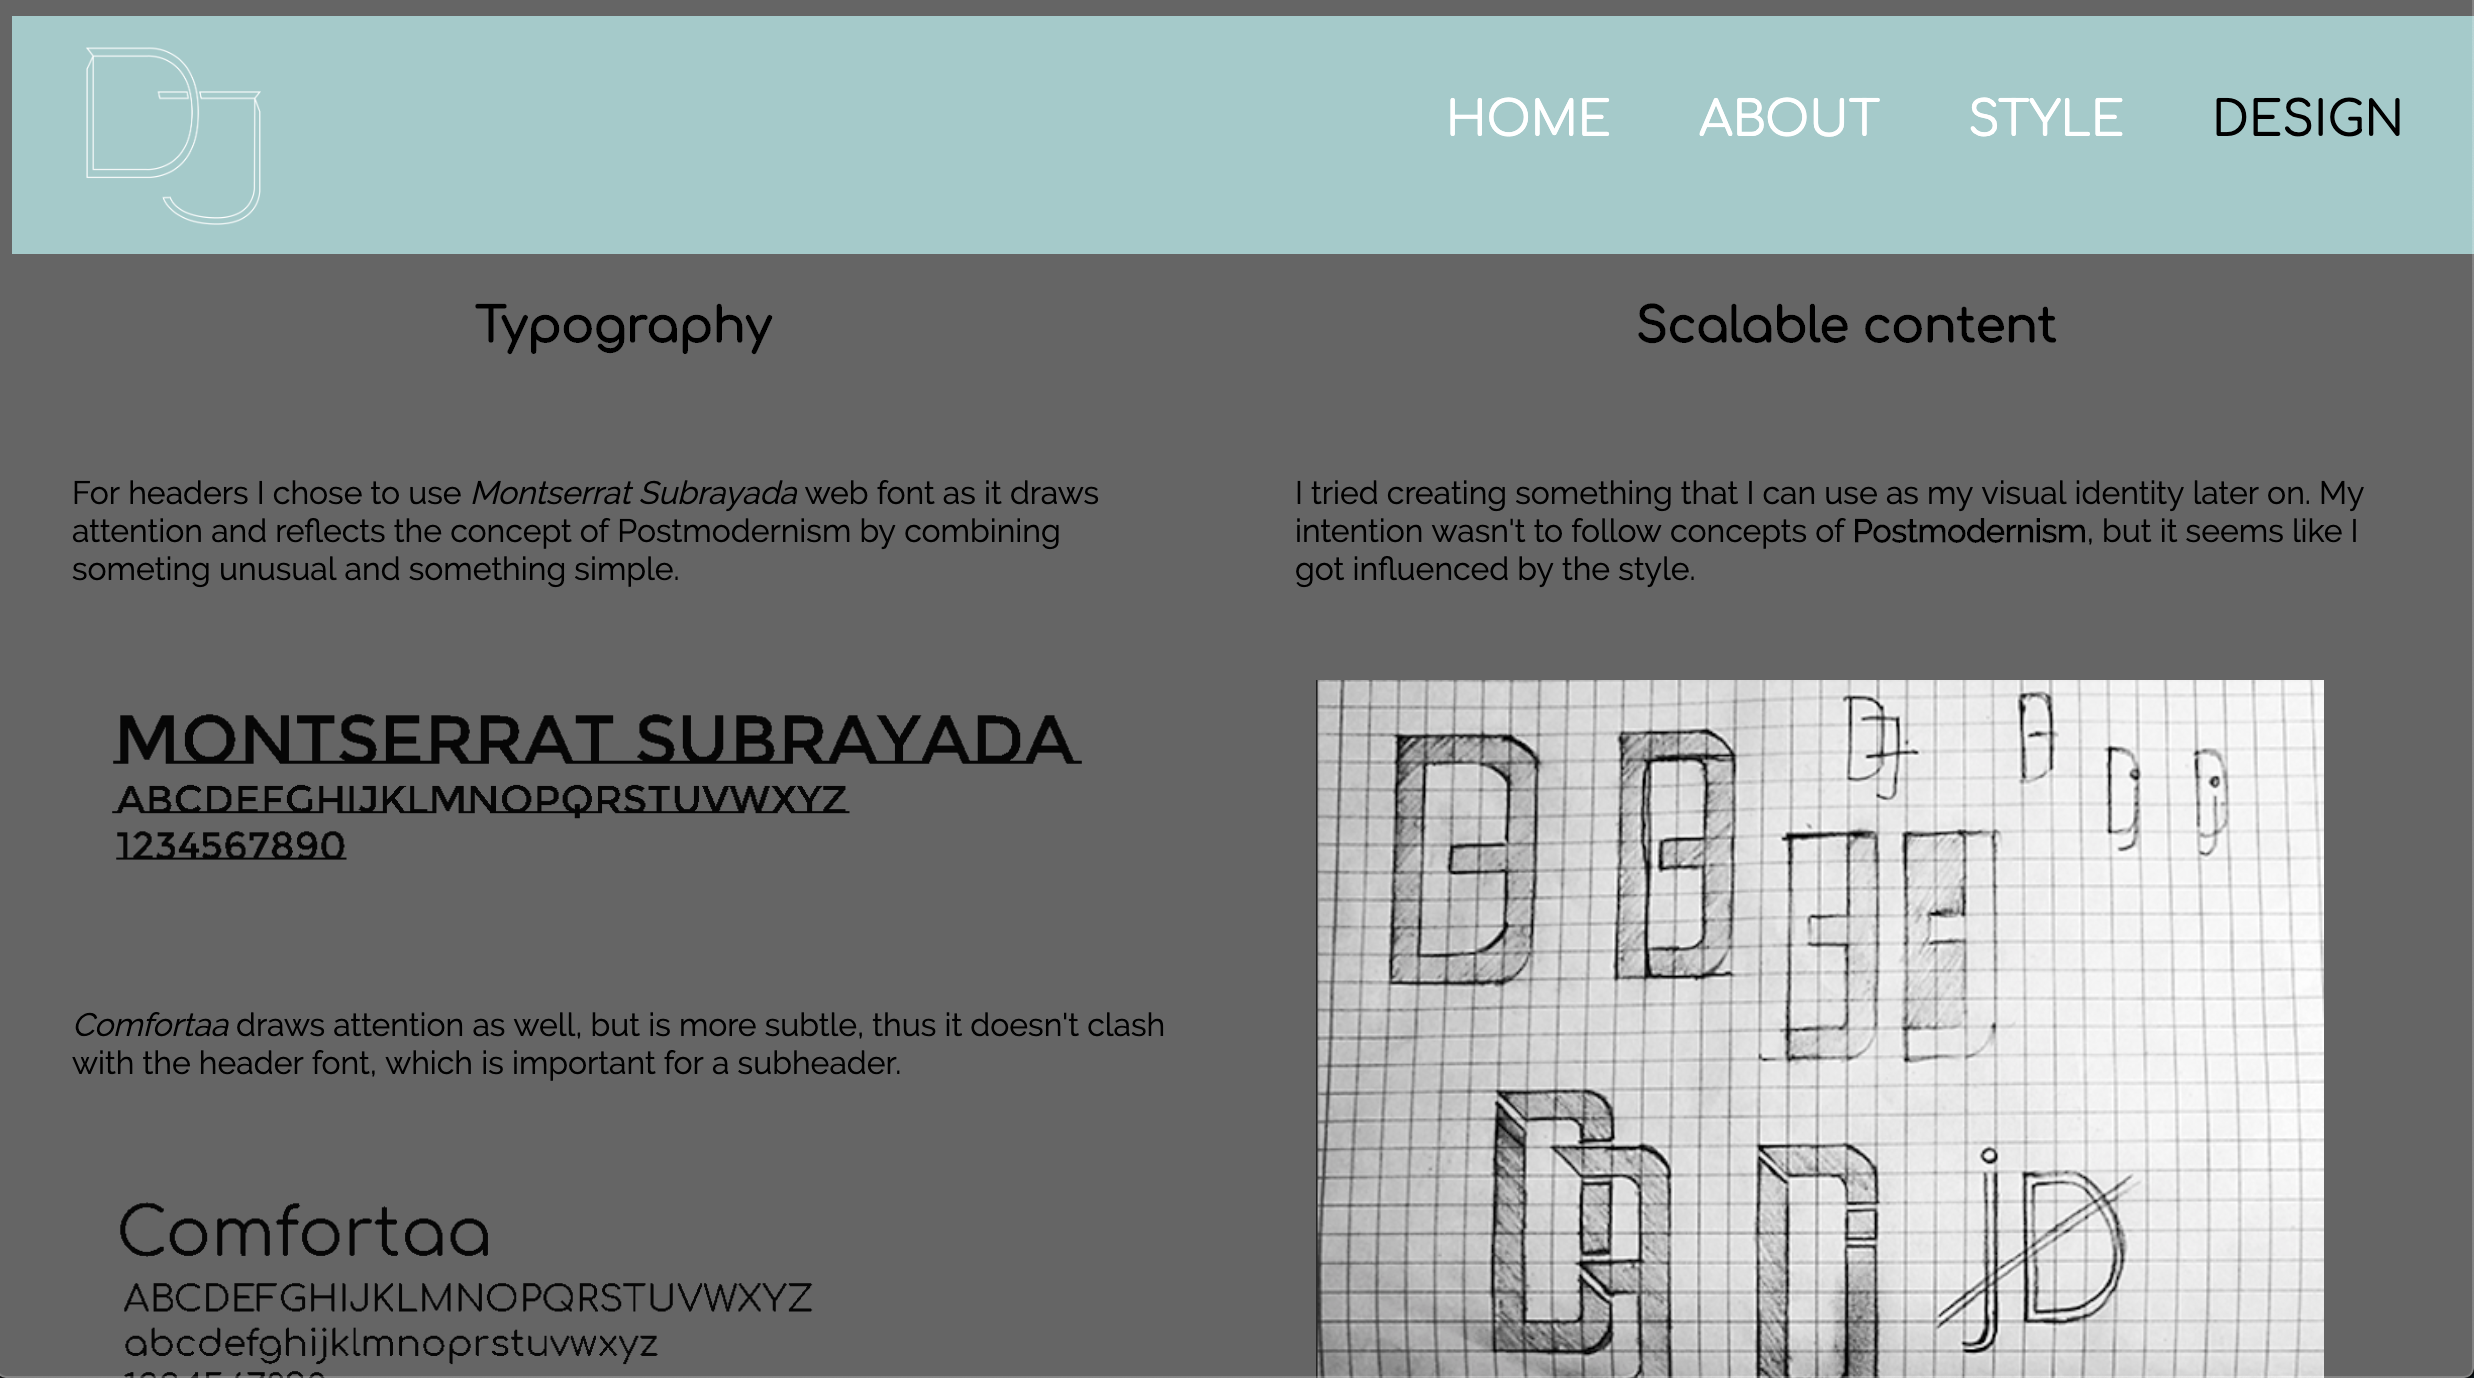 DJ
HOME ABOUT STYLE DESIGN
Typography
For headers I chose to use Montserrat Subrayada web font as it draws
attention and reflects the concept of Postmodernism by combining
someting unusual and something simple.
MONTSERRAT SUBRAYADA
ABCDEFGHIJKLMNOPQRSTUVWXYZ
1234567890
Comfortaa draws attention as well, but is more subtle, thus it doesn't clash
with the header font, which is important for a subheader.
Comfortaa
ABCDEFGHIJKLMNOPQRSTUVWXYZ
abcdefghijklmnoprstuvwxyz
Scalable content
I tried creating something that I can use as my visual identity later on. My
intention wasn't to follow concepts of Postmodernism, but it seems like I
got influenced by the style.
jD